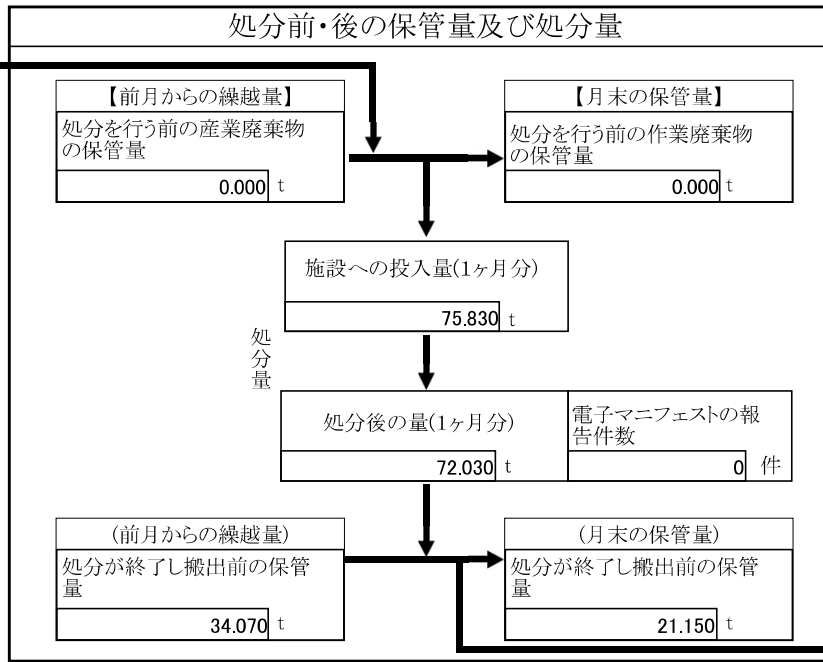 処分前・後の保管量及び処分量
【前月からの繰越量】
処分を行う前の産業廃棄物
の保管量
0.000 t
【月末の保管量】
処分を行う前の作業廃棄物
の保管量
0.000 t
施設への投入量(1ヶ月分)
75.830 t
処分量
処分後の量(1ヶ月分)
72.030 t
電子マニフェストの報
告件数
0 件
(前月からの繰越量)
処分が終了し搬出前の保管
量
34.070 t
(月末の保管量)
処分が終了し搬出前の保管
量
21.150 t